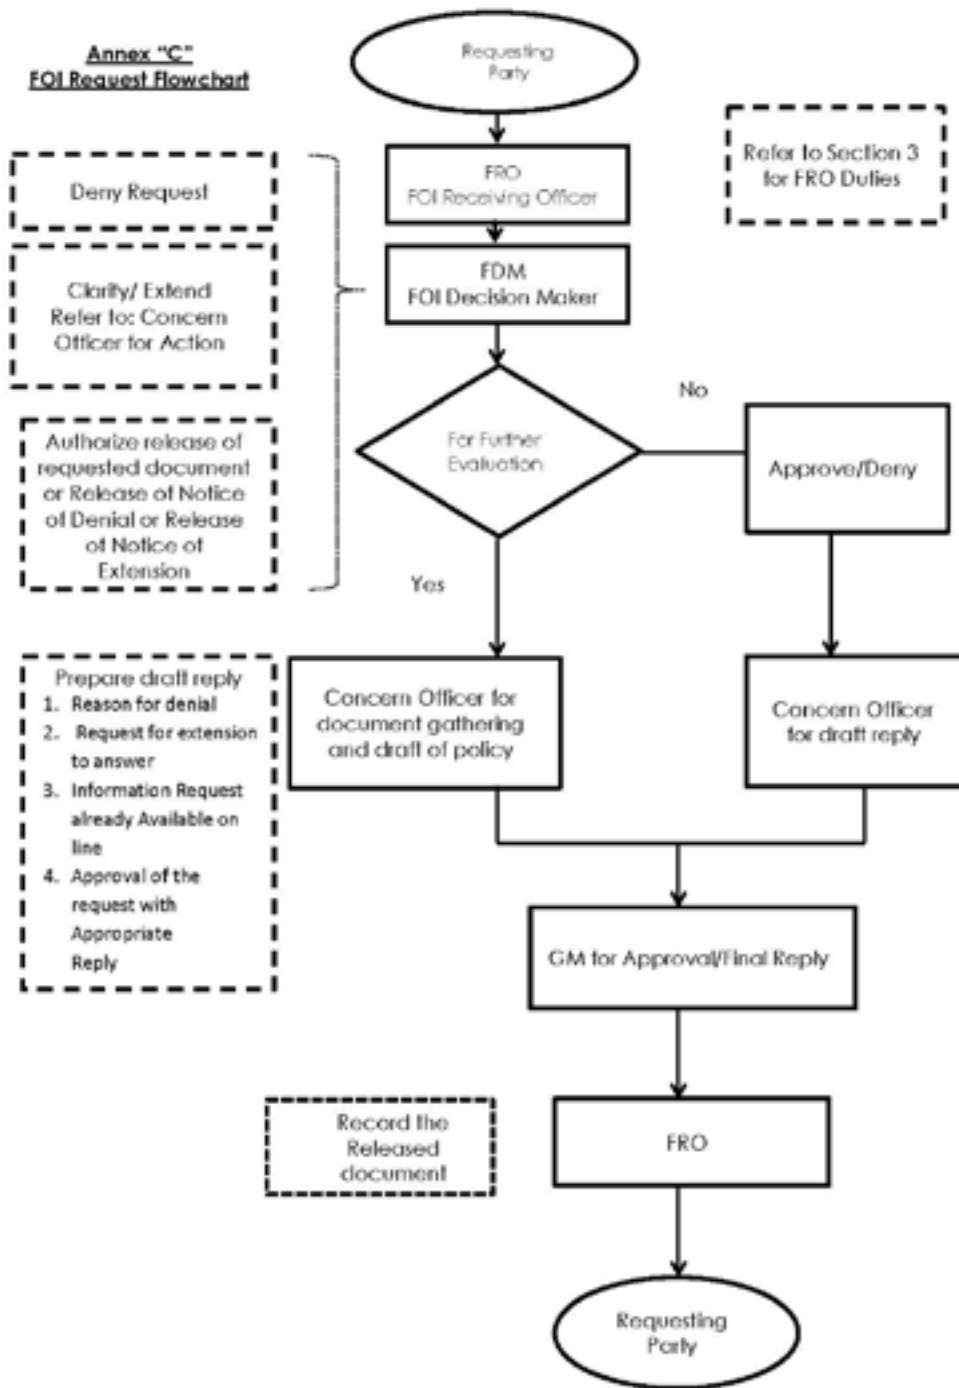 Annex "C"
FOI Request Flowchart
Requesting
Party
Refer to Section 3
for FRO Duties
FRO
FOI Receiving Officer
Deny Request
FDM
FOI Decision Maker
Clarify/ Extend
Refer to: Concern
Officer for Action
No
For Further
Evaluation
Approve/Deny
Authorize release of
requested document
or Release of Notice
of Denial or Release
of Notice of
Extension
Yes
Prepare draft reply
1. Reason for denial
2. Request for extension
to answer
3. Information Request
already Available on
line
4. Approval of the
request with
Appropriate
Reply
Concern Officer for
document gathering
and draft of policy
Concern Officer
for draft reply
GM for Approval/Final Reply
Record the
Released
document
FRO
Requesting
Party